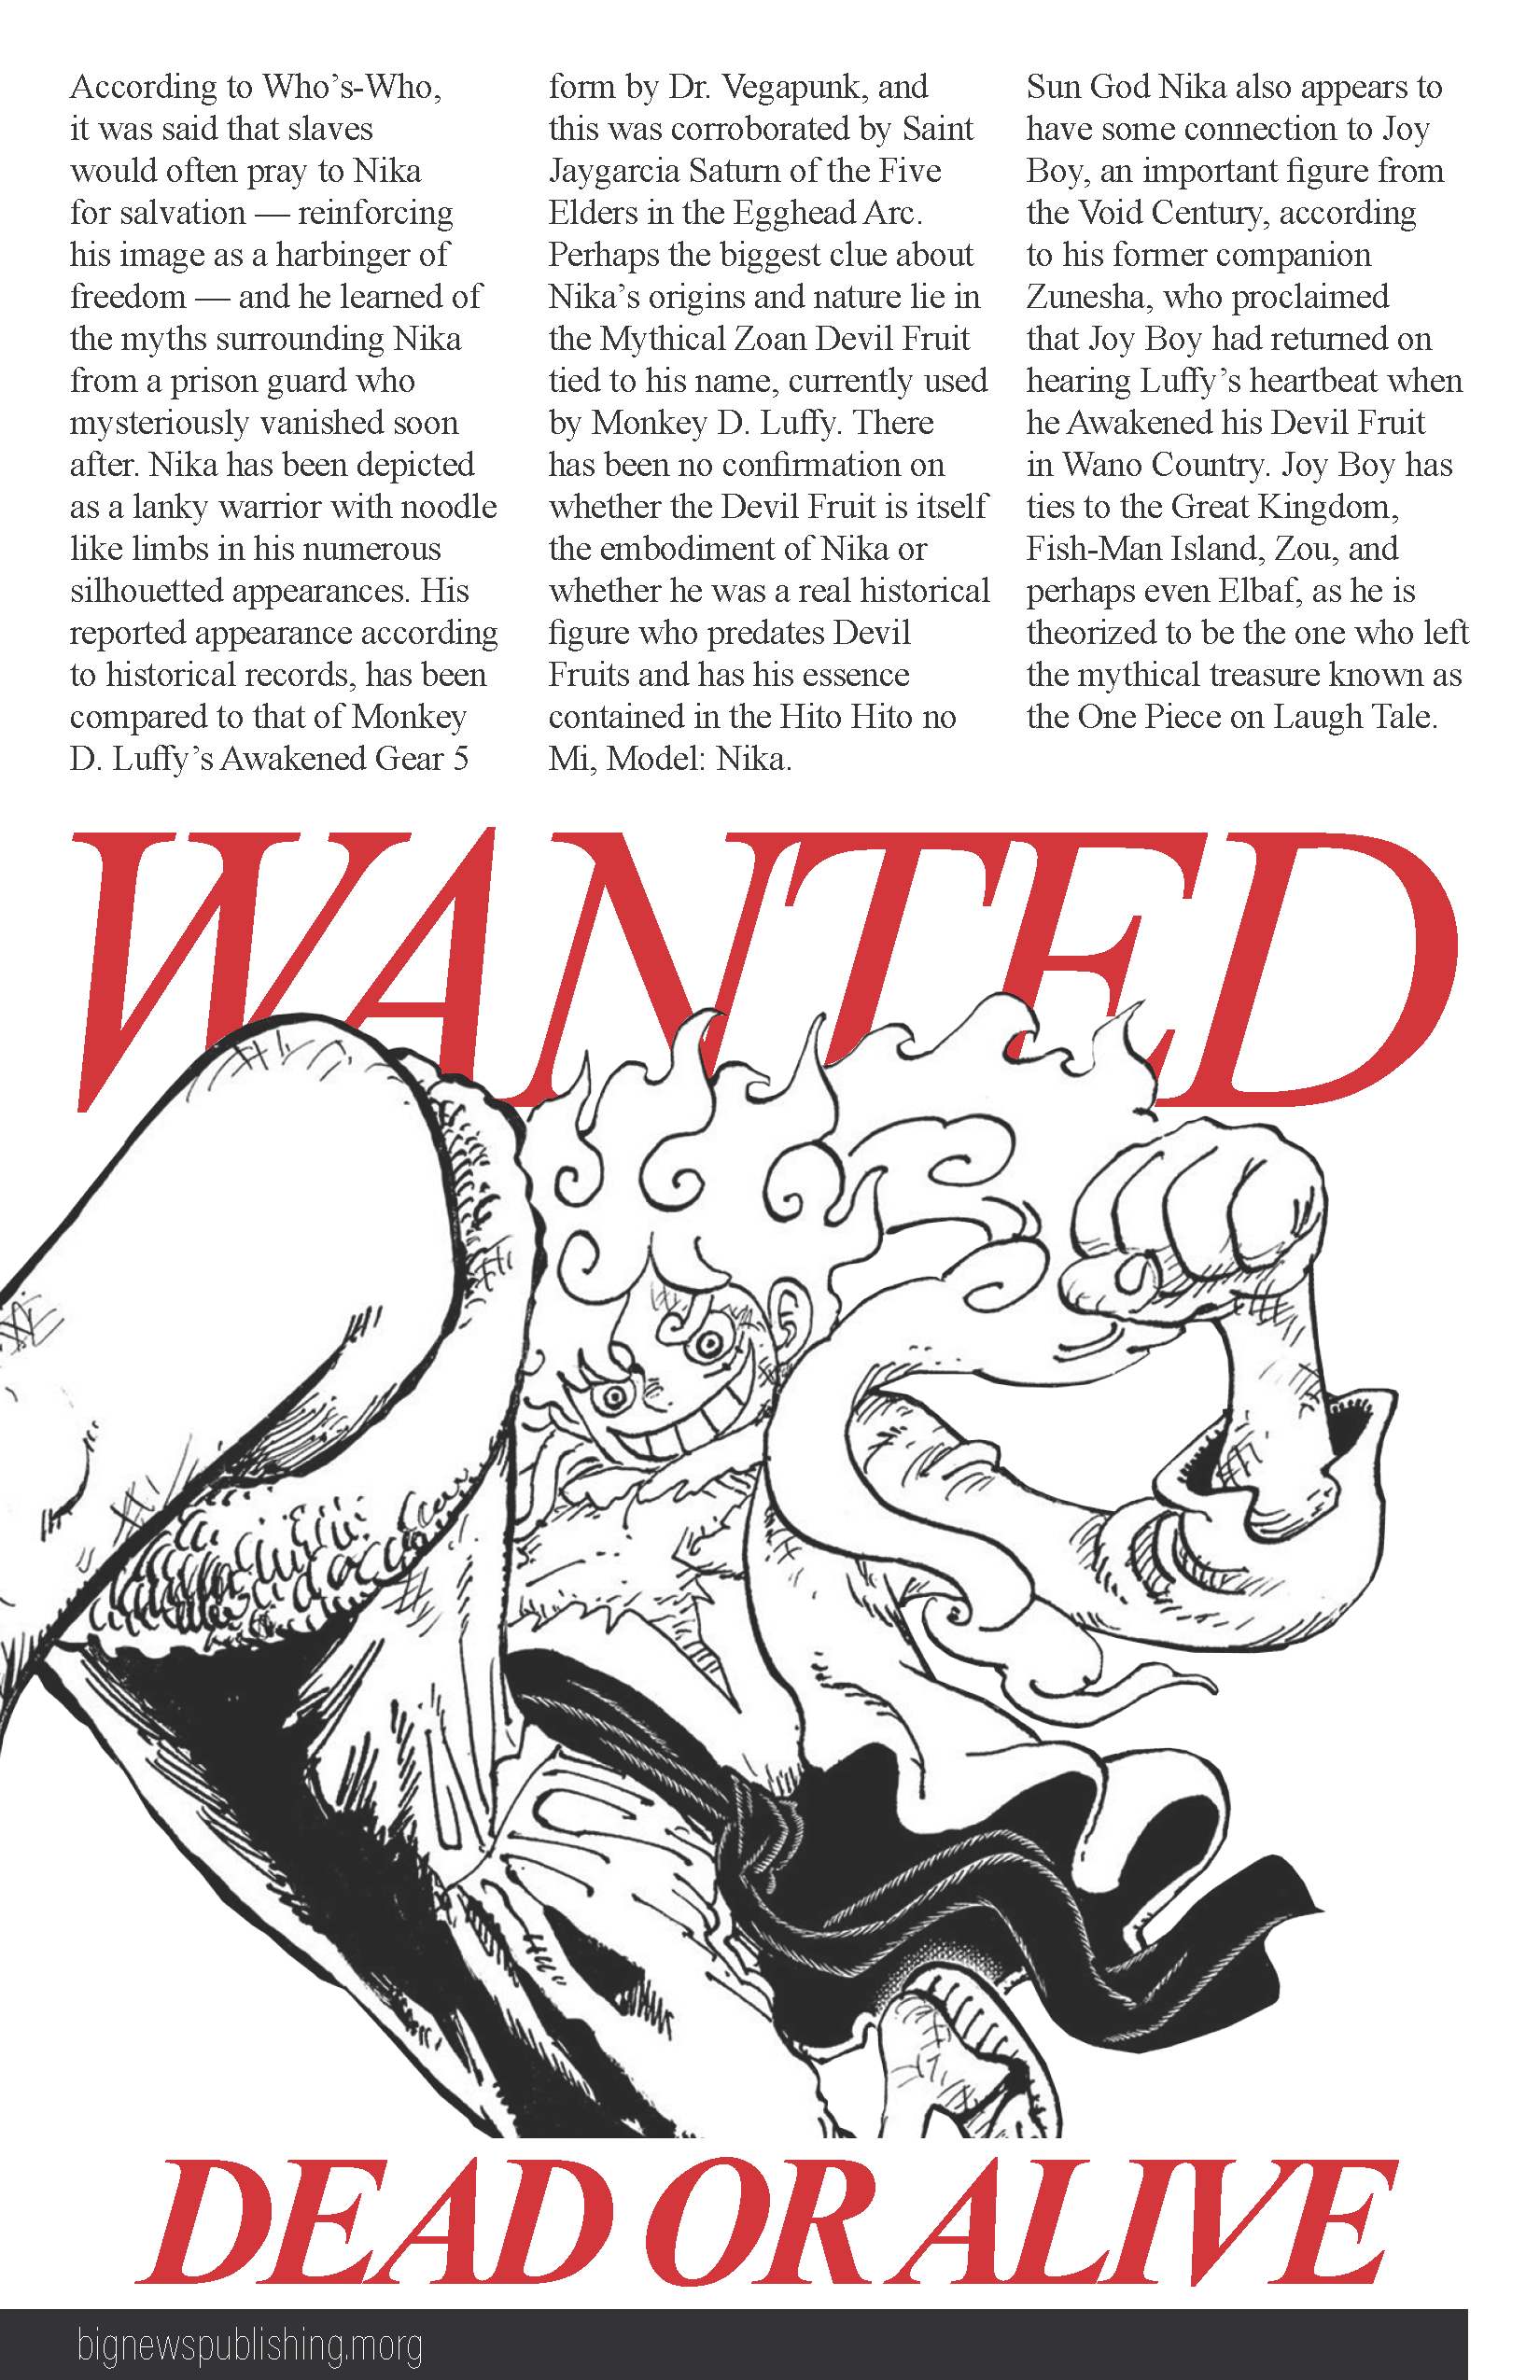 According to Who’s-Who,
it was said that slaves
would often pray to Nika
for salvation — reinforcing
his image as a harbinger of
freedom — and he learned of
the myths surrounding Nika
from a prison guard who
mysteriously vanished soon
after. Nika has been depicted
as a lanky warrior with noodle
like limbs in his numerous
silhouetted appearances. His
reported appearance according
to historical records, has been
compared to that of Monkey
D. Luffy’s Awakened Gear 5
form by Dr. Vegapunk, and
this was corroborated by Saint
Jaygarcia Saturn of the Five
Elders in the Egghead Arc.
Perhaps the biggest clue about
Nika’s origins and nature lie in
the Mythical Zoan Devil Fruit
tied to his name, currently used
by Monkey D. Luffy. There
has been no confirmation on
whether the Devil Fruit is itself
the embodiment of Nika or
whether he was a real historical
figure who predates Devil
Fruits and has his essence
contained in the Hito Hito no
Mi, Model: Nika.
Sun God Nika also appears to
have some connection to Joy
Boy, an important figure from
the Void Century, according
to his former companion
Zunesha, who proclaimed
that Joy Boy had returned on
hearing Luffy’s heartbeat when
he Awakened his Devil Fruit
in Wano Country. Joy Boy has
ties to the Great Kingdom,
Fish-Man Island, Zou, and
perhaps even Elbaf, as he is
theorized to be the one who left
the mythical treasure known as
the One Piece on Laugh Tale.
WANTED
DEAD OR ALIVE
bignewspublishing.morg